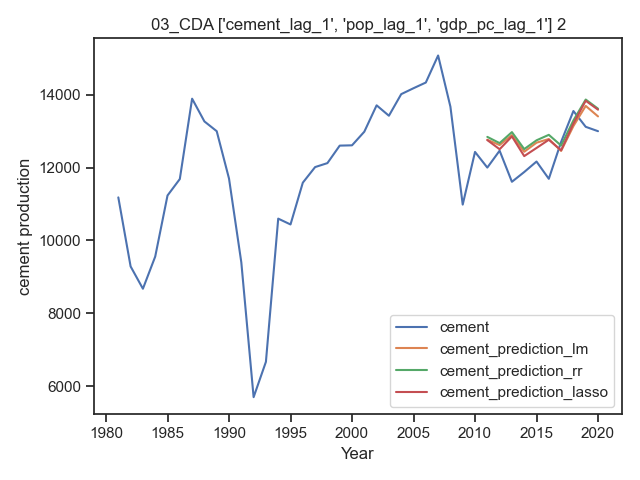 03_CDA ['cement_lag_1', 'pop_lag_1', 'gdp_pc_lag_1'] 2
cement production
14000
12000
10000
8000
6000
cement
cement_prediction_lm
cement_prediction_rr
cement_prediction_lasso
1980 1985 1990 1995 2000 2005 2010 2015 2020
Year